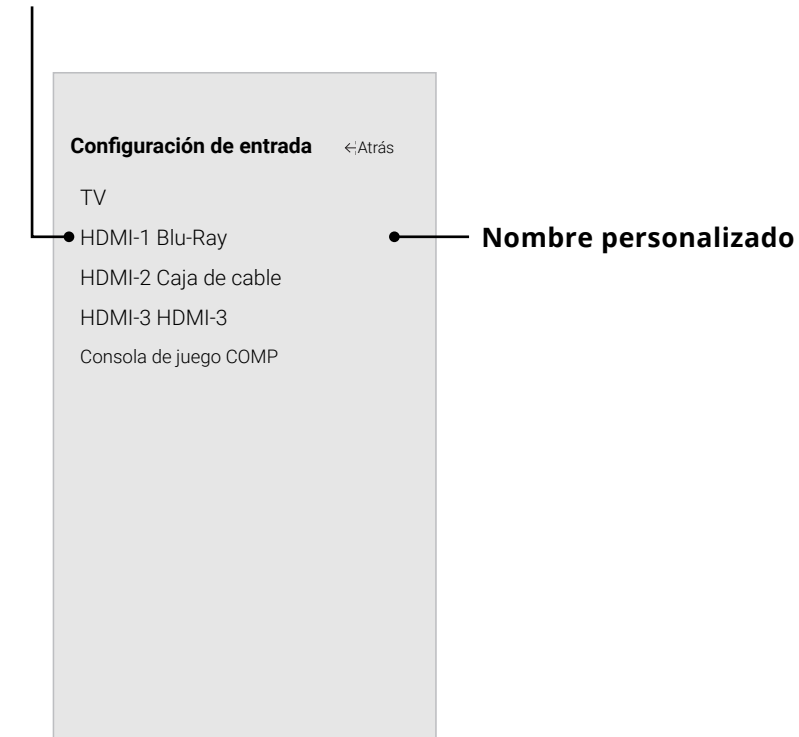 Configuración de entrada ←Atrás
TV
HDMI-1 Blu-Ray
Nombre personalizado
HDMI-2 Caja de cable
HDMI-3 HDMI-3
Consola de juego COMP